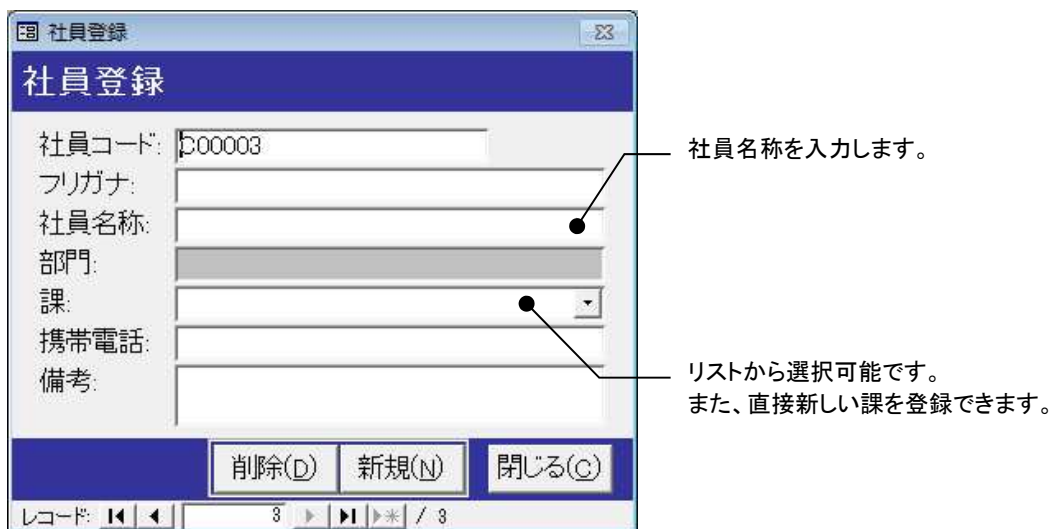 社員登録
社員登録
社員コード: C00003
フリガナ:
社員名称:
部門:
課:
携帯電話:
備考:
削除(D) 新規(N) 閉じる(C)
レコード: 3 / 3
社員名称を入力します。
リストから選択可能です。
また、直接新しい課を登録できます。